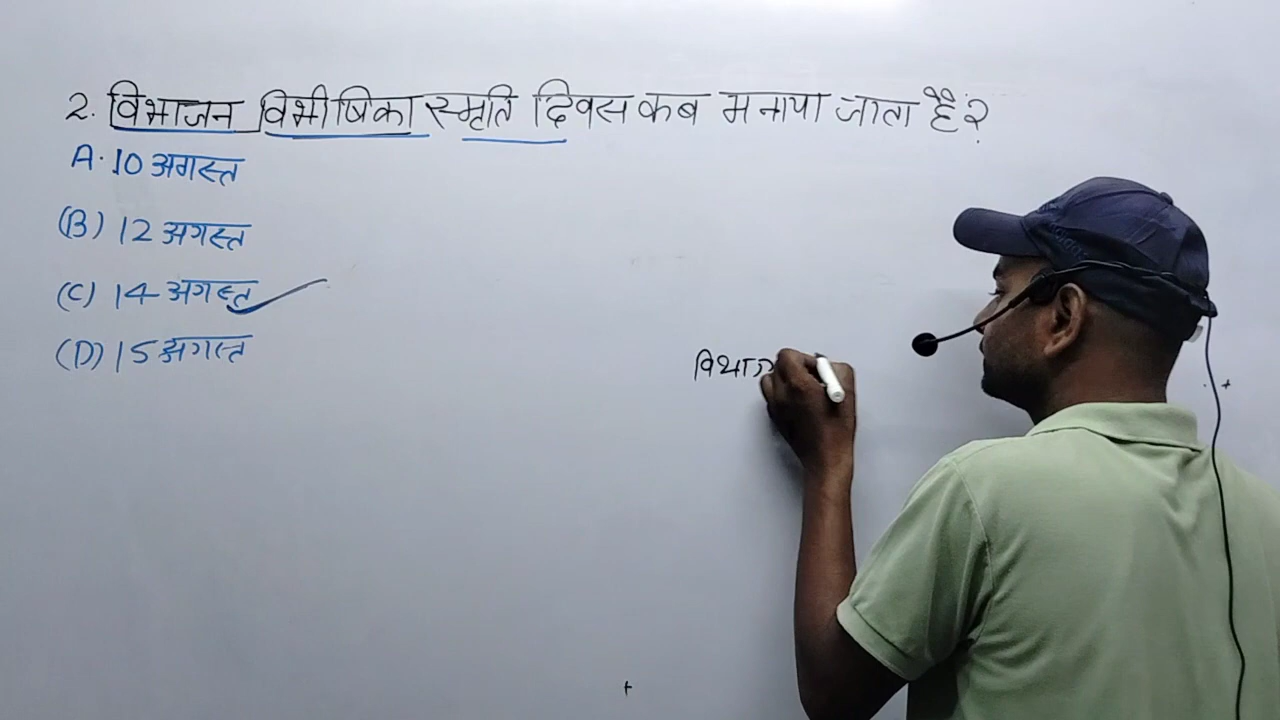 2. विभाजन विभीषिका स्मृति दिवस कब मनाया जाता है?
A. 10 अगस्त
(B) 12 अगस्त
(C) 14 अगस्त
(D) 15 अगस्त